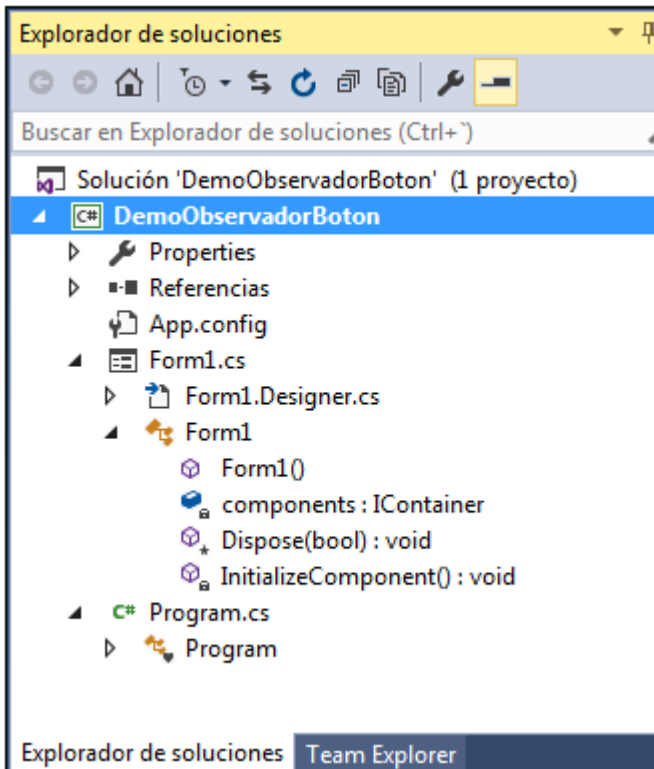 Explorador de soluciones
Buscar en Explorador de soluciones (Ctrl+`)
Solución 'DemoObservadorBoton' (1 proyecto)
C# DemoObservadorBoton
Properties
Referencias
App.config
Form1.cs
Form1.Designer.cs
Form1
Form1()
components : IContainer
Dispose(bool) : void
InitializeComponent() : void
C# Program.cs
Program
Explorador de soluciones Team Explorer